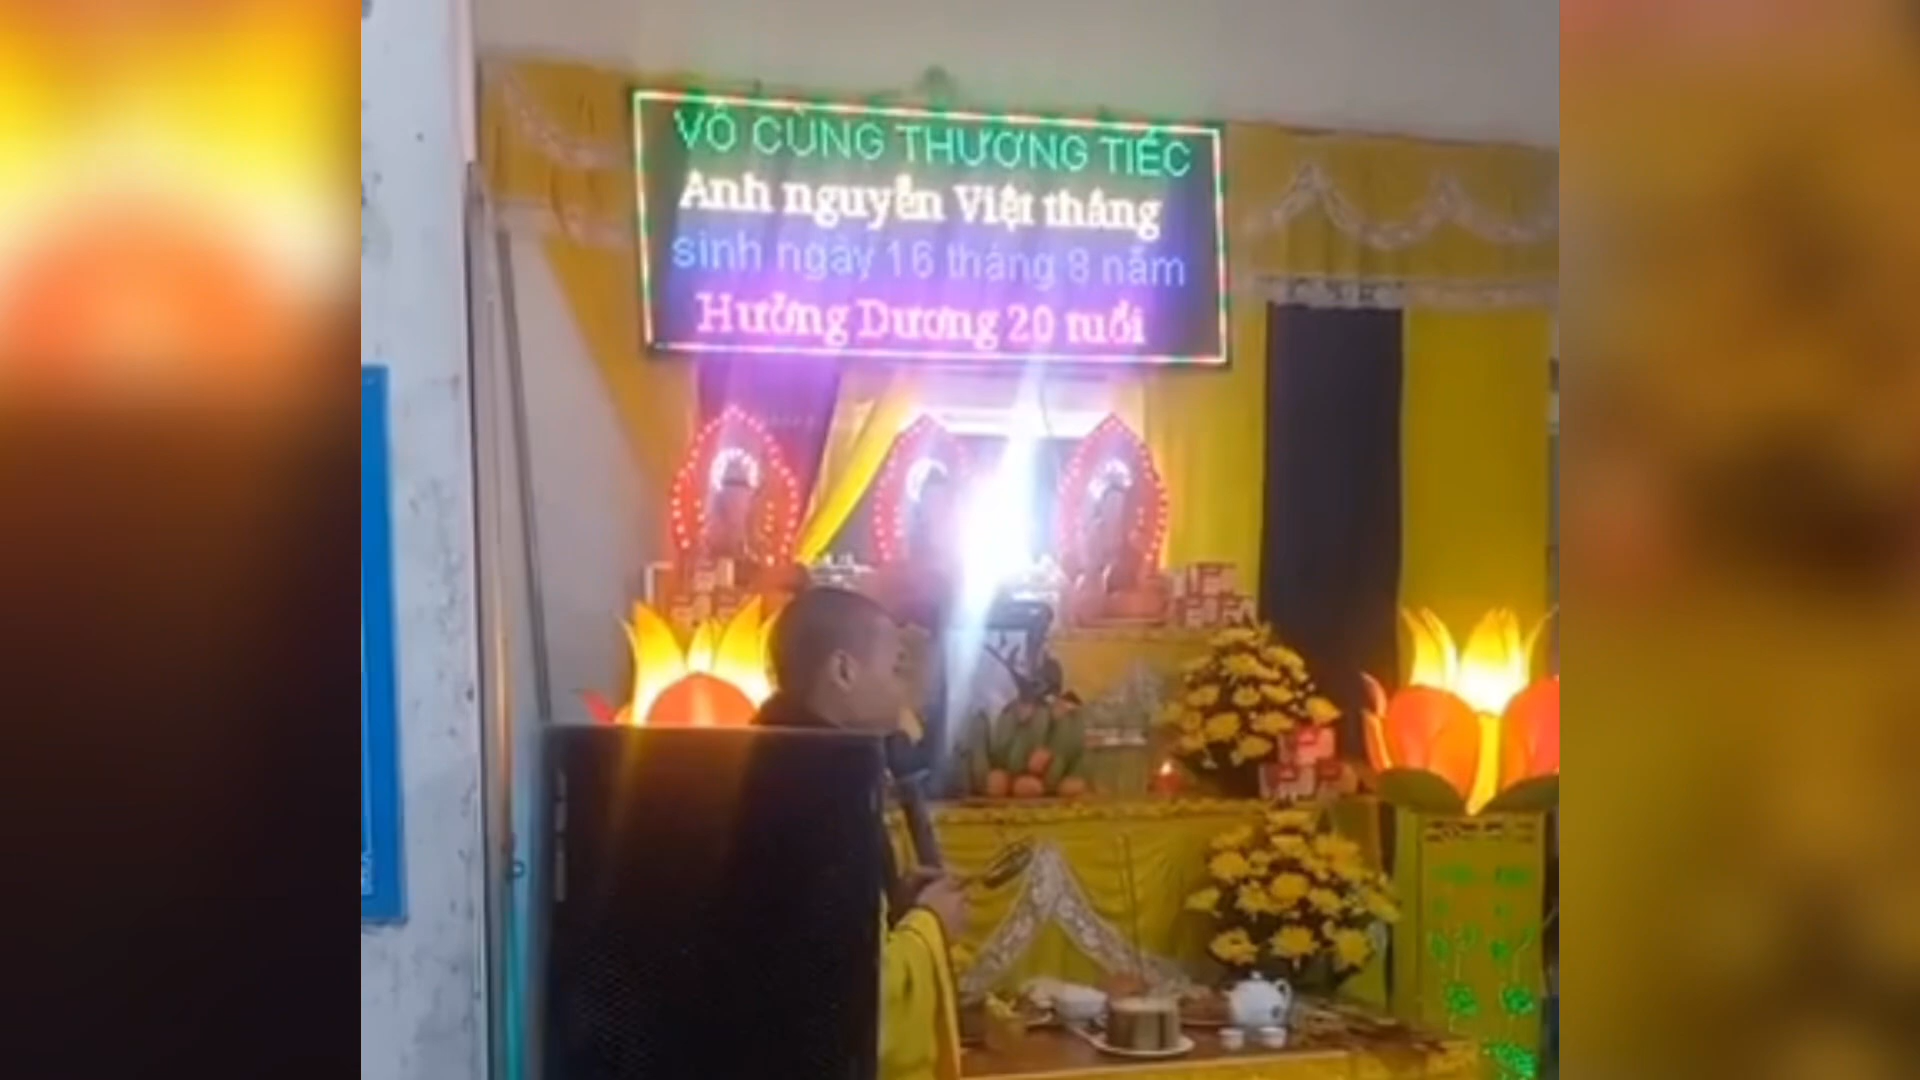 VÔ CÙNG THƯƠNG TIẾC
Anh nguyễn Việt thắng
sinh ngày 16 tháng 8 năm
Hưởng Dương 20 tuổi